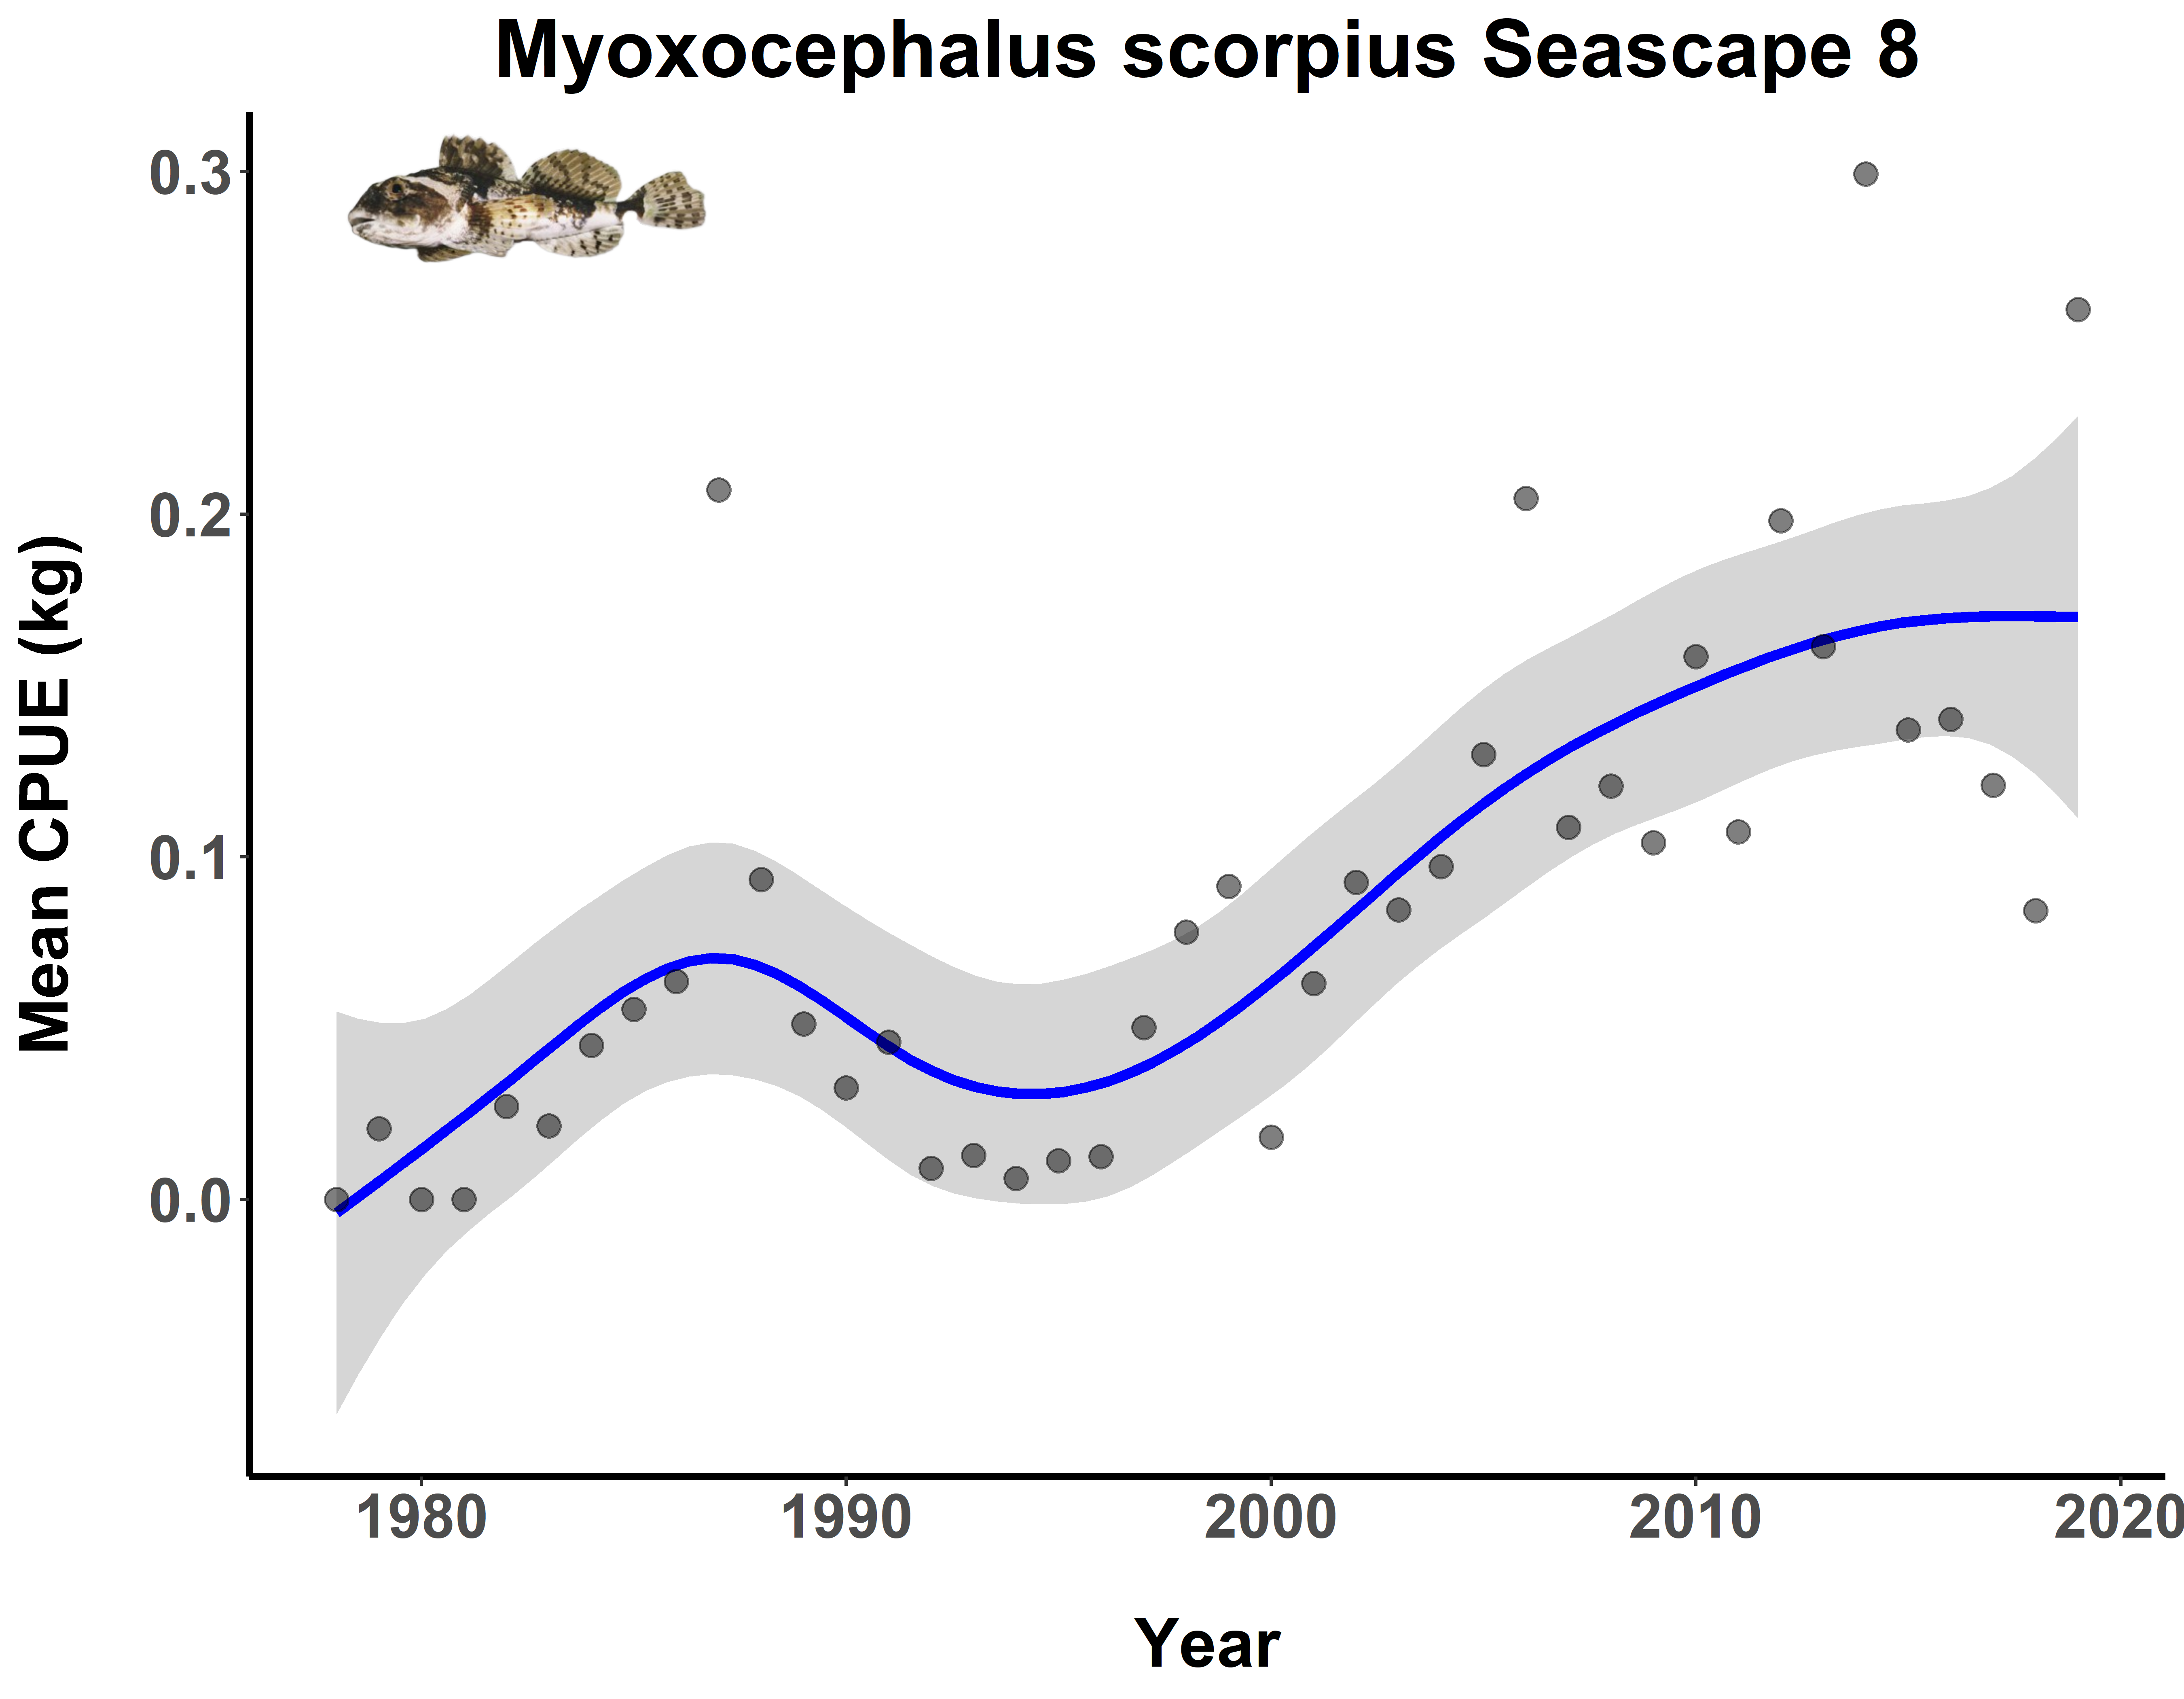 Myoxocephalus scorpius Seascape 8
0.3
0.2
0.1
0.0
Mean CPUE (kg)
1980 1990 2000 2010 2020
Year